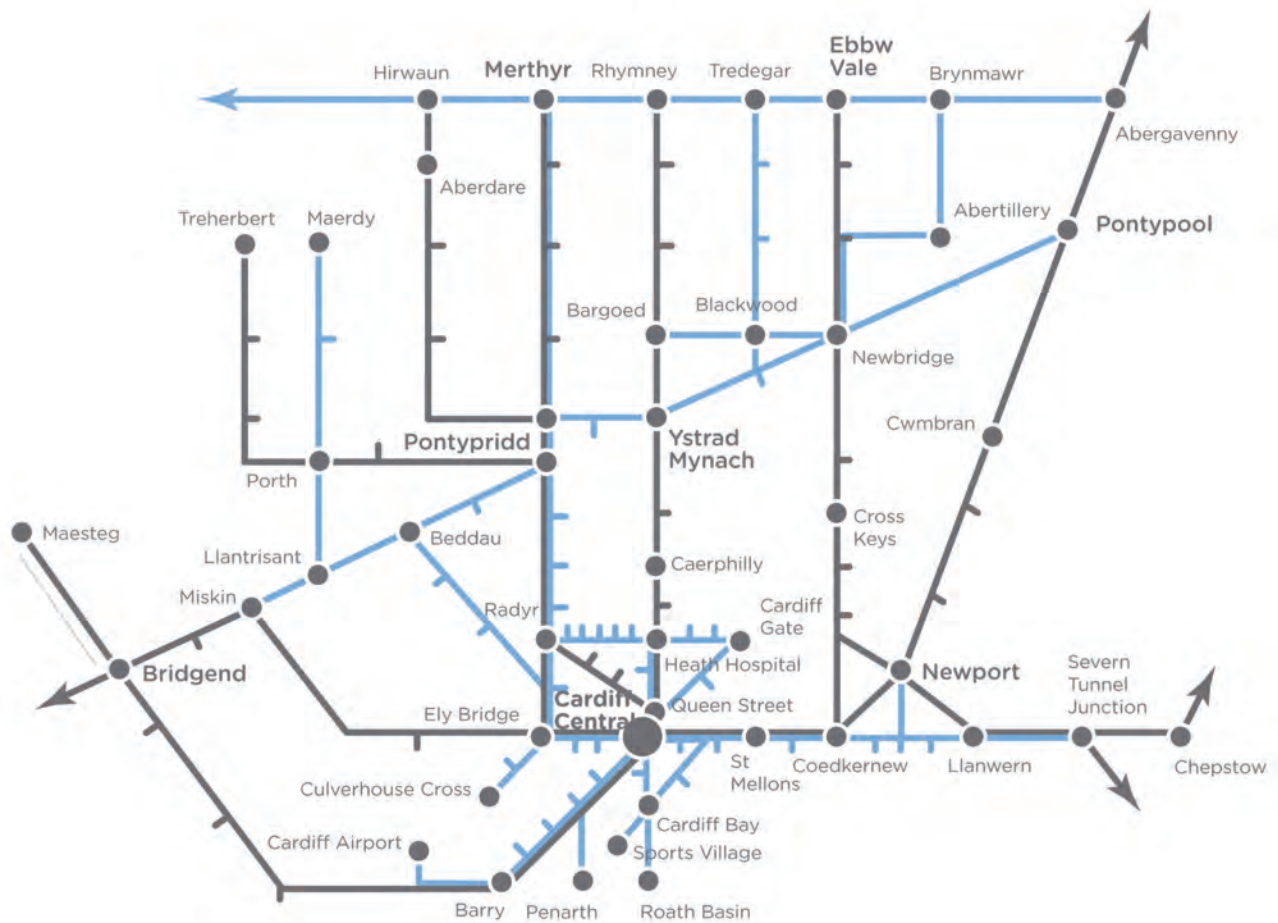 Ebbw
Vale
Hirwaun
Merthyr
Rhymney
Tredegar
Brynmawr
Abergavenny
Aberdare
Treherbert
Maerdy
Abertillery
Pontypool
Bargoed
Blackwood
Newbridge
Cwmbran
Pontypridd
Ystrad
Mynach
Porth
Maesteg
Beddau
Cross
Keys
Llantrisant
Caerphilly
Miskin
Radyr
Cardiff
Gate
Bridgend
Heath Hospital
Newport
Severn
Tunnel
Junction
Ely Bridge
Cardiff
Central
Queen Street
St
Mellons
Coedkernew
Llanwern
Chepstow
Culverhouse Cross
Cardiff Bay
Cardiff Airport
Sports Village
Barry
Penarth
Roath Basin